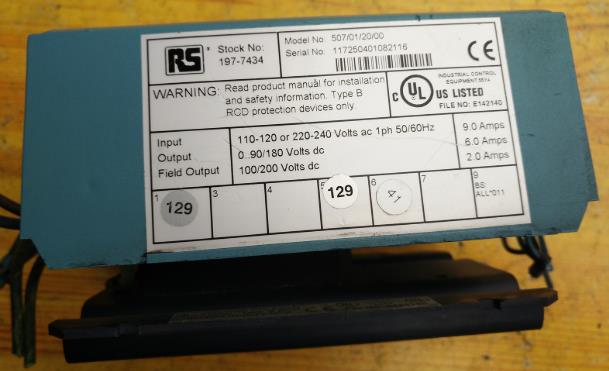 RS
Stock No:
197-7434
Model No: 507/01/20/00
Serial No: 117250401082116
CE
WARNING: Read product manual for installation
and safety information. Type B
RCD protection devices only.
C UL US LISTED
INDUSTRIAL CONTROL
EQUIPMENT 55Y4
FILE NO: E142140
Input 110-120 or 220-240 Volts ac 1ph 50/60Hz 9.0 Amps
Output 0..90/180 Volts dc 6.0 Amps
Field Output 100/200 Volts dc 2.0 Amps
1 3 4 5 6 7 9
129 129 41
BS:
ALL*011